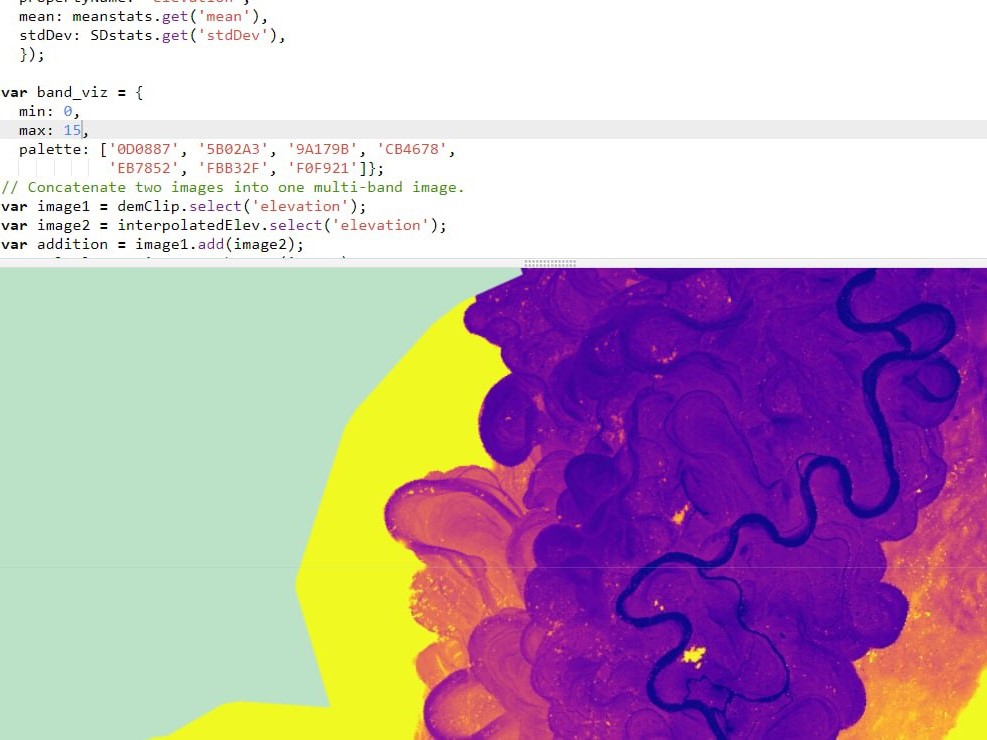 mean: meanstats.get('mean'),
stdDev: SDstats.get('stdDev'),
});
var band_viz = {
min: 0,
max: 15,
palette: ['0D0887', '5B02A3', '9A179B', 'CB4678',
'EB7852', 'FBB32F', 'F0F921']};
// Concatenate two images into one multi-band image.
var image1 = demClip.select('elevation');
var image2 = interpolatedElev.select('elevation');
var addition = image1.add(image2);